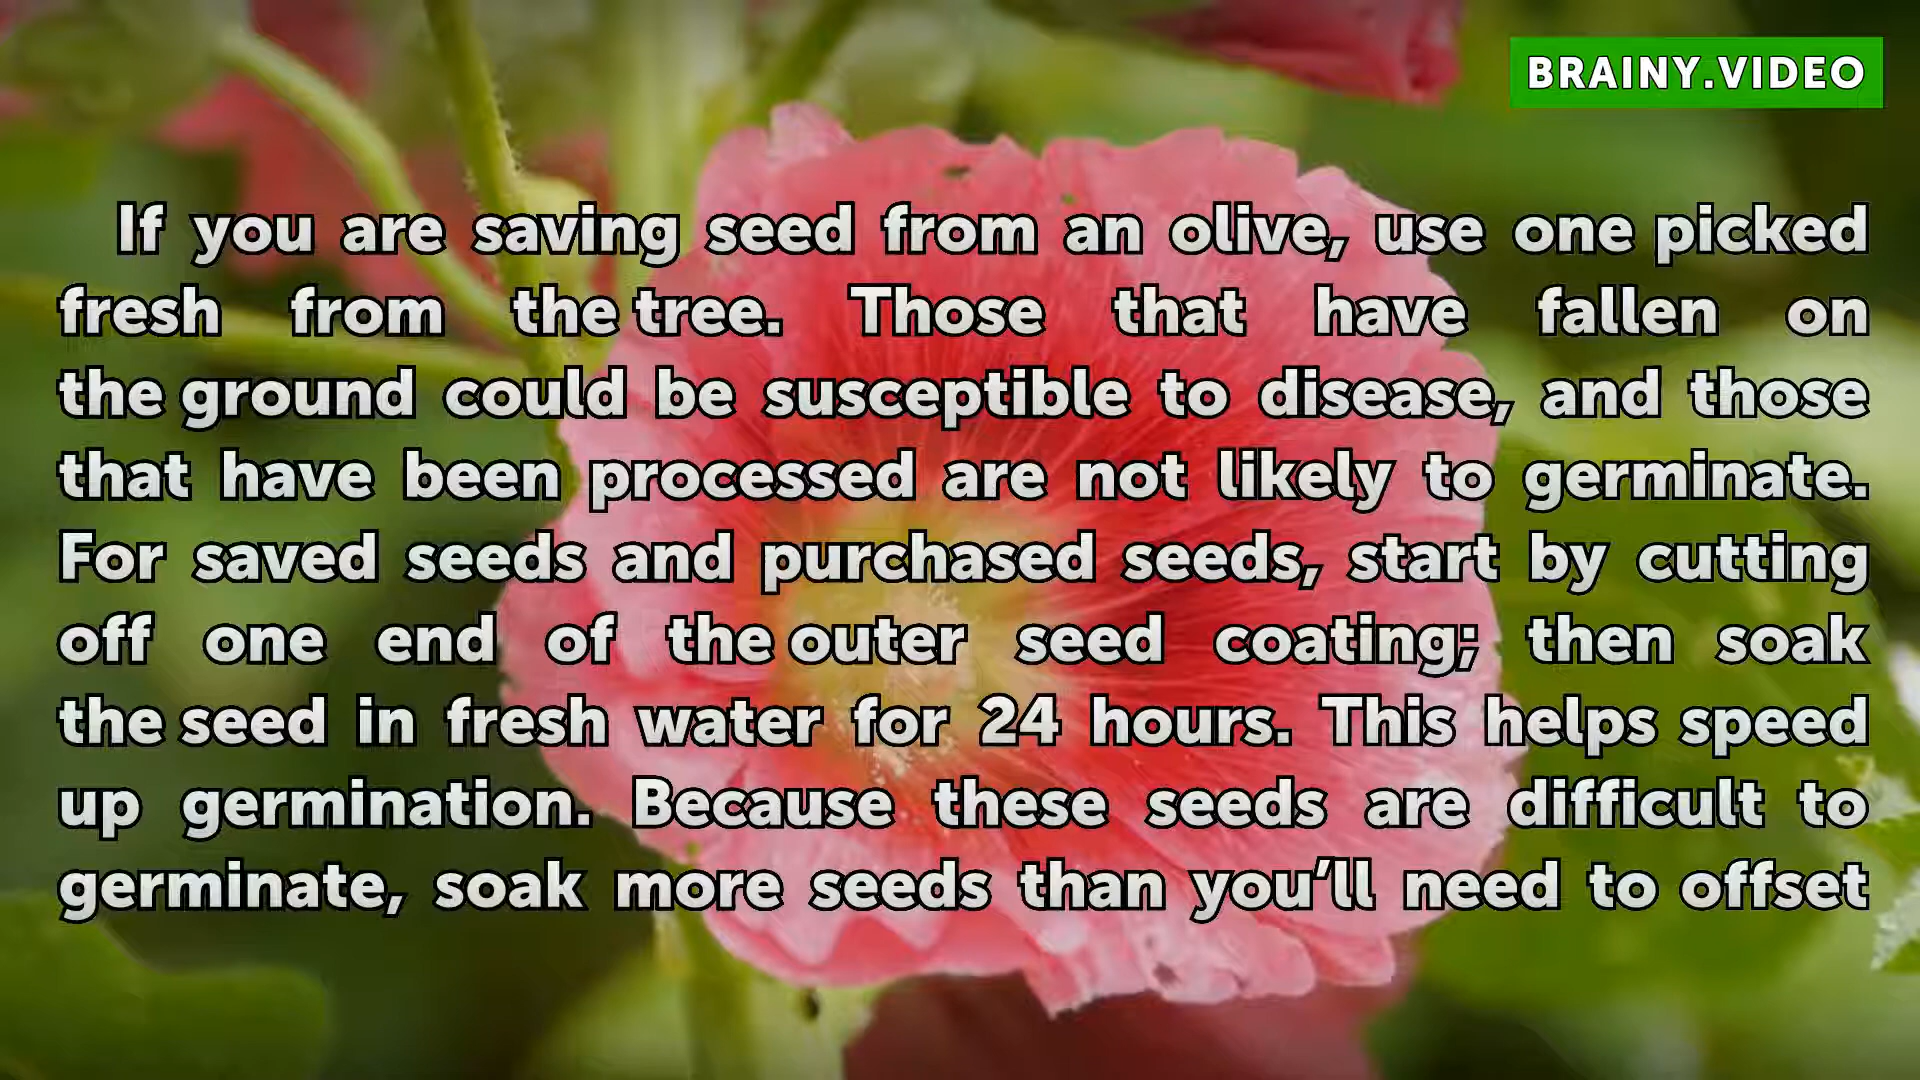 BRAINY.VIDEO
If you are saving seed from an olive, use one picked
fresh from the tree. Those that have fallen on
the ground could be susceptible to disease, and those
that have been processed are not likely to germinate.
For saved seeds and purchased seeds, start by cutting
off one end of the outer seed coating; then soak
the seed in fresh water for 24 hours. This helps speed
up germination. Because these seeds are difficult to
germinate, soak more seeds than you’ll need to offset